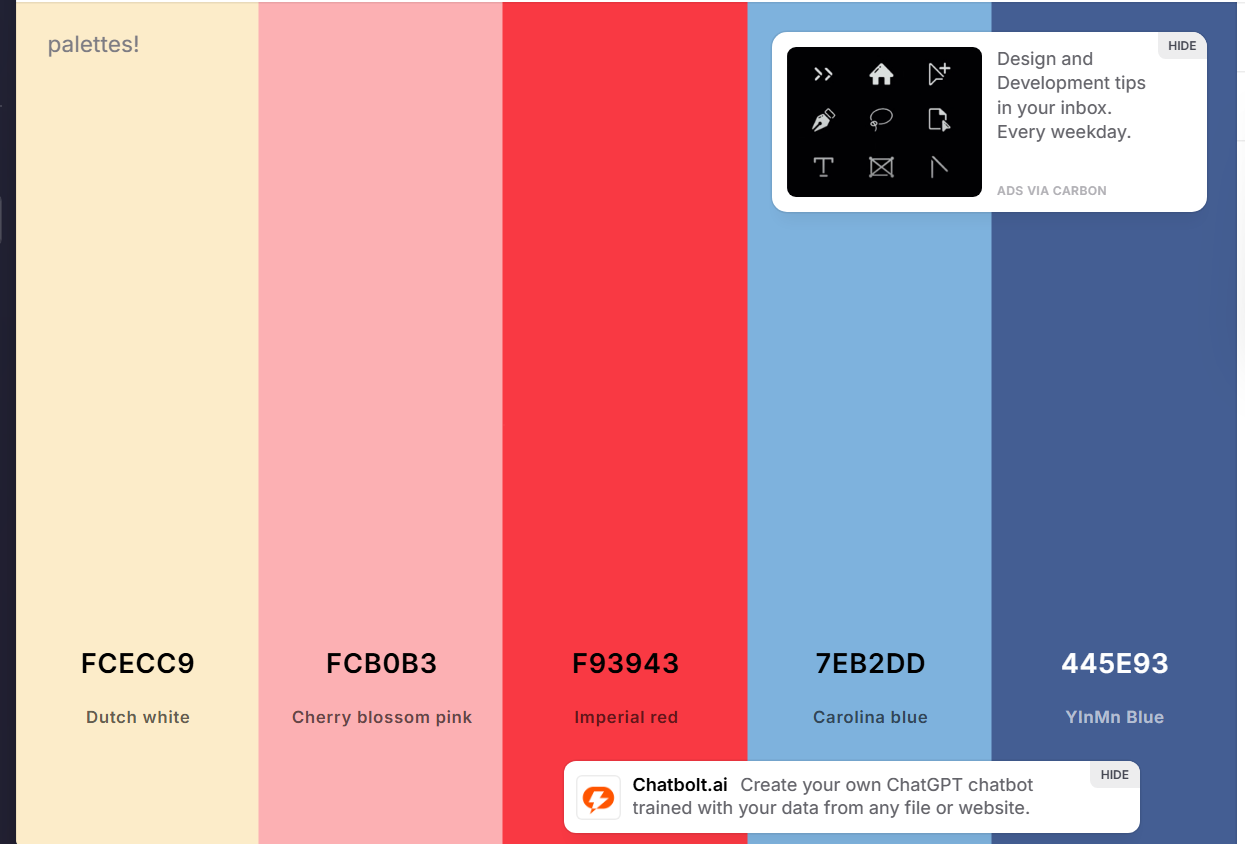 palettes!
HIDE
Design and
Development tips
in your inbox.
Every weekday.
ADS VIA CARBON
FCECC9
Dutch white
FCB0B3
Cherry blossom pink
F93943
Imperial red
7EB2DD
Carolina blue
445E93
YInMn Blue
HIDE
Chatbolt.ai Create your own ChatGPT chatbot
trained with your data from any file or website.